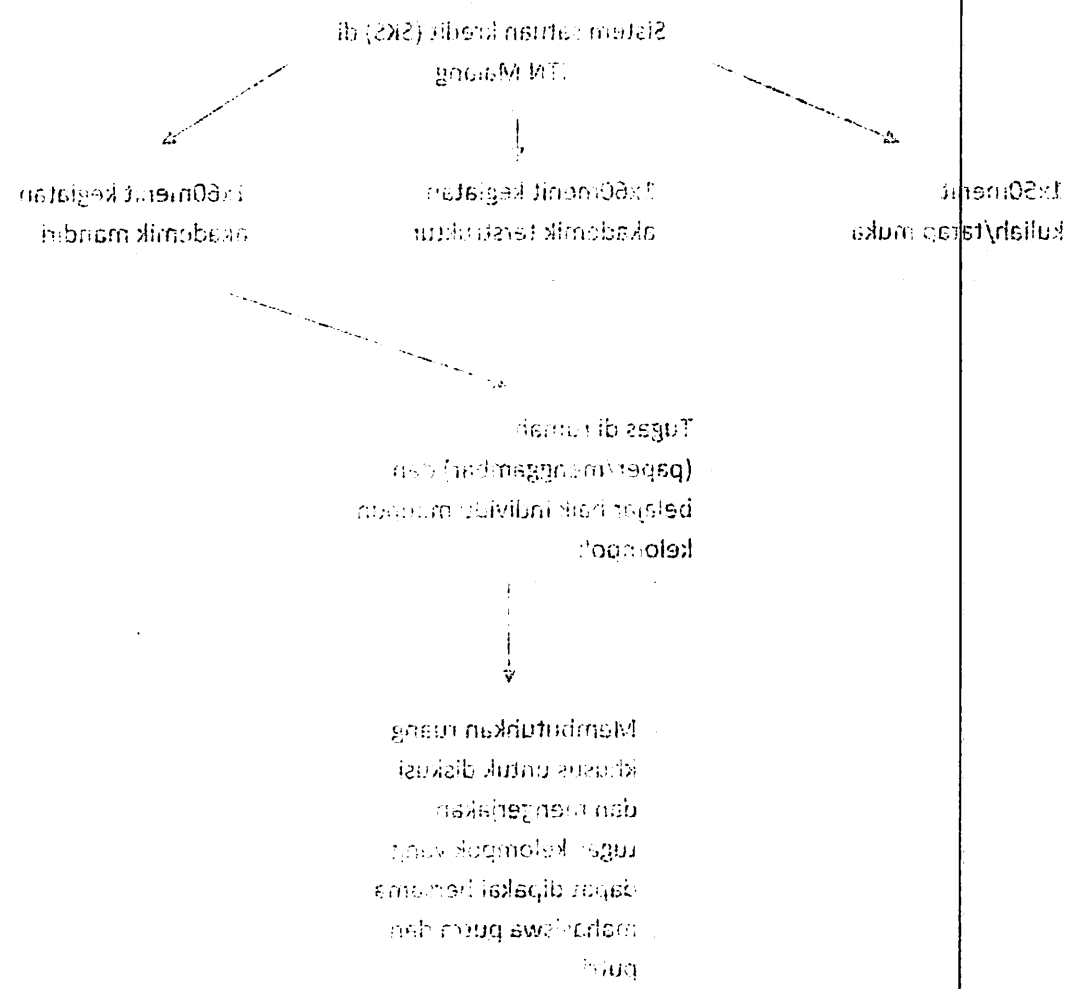 Sistem satuan kredit (SKS) di
ITN Malang
1x50menit
kuliah/tatap muka
1x60menit kegiatan
akademik terstruktur
1x60menit kegiatan
akademik mandiri
Tugas di rumah
(paper/menggambar) dan
belajar baik individu maupun
kelompok
Membutuhkan ruang
khusus untuk diskusi
dan mengerjakan
tugas kelompok yang
dapat dipakai bersama
mahasiswa putra dan
putri